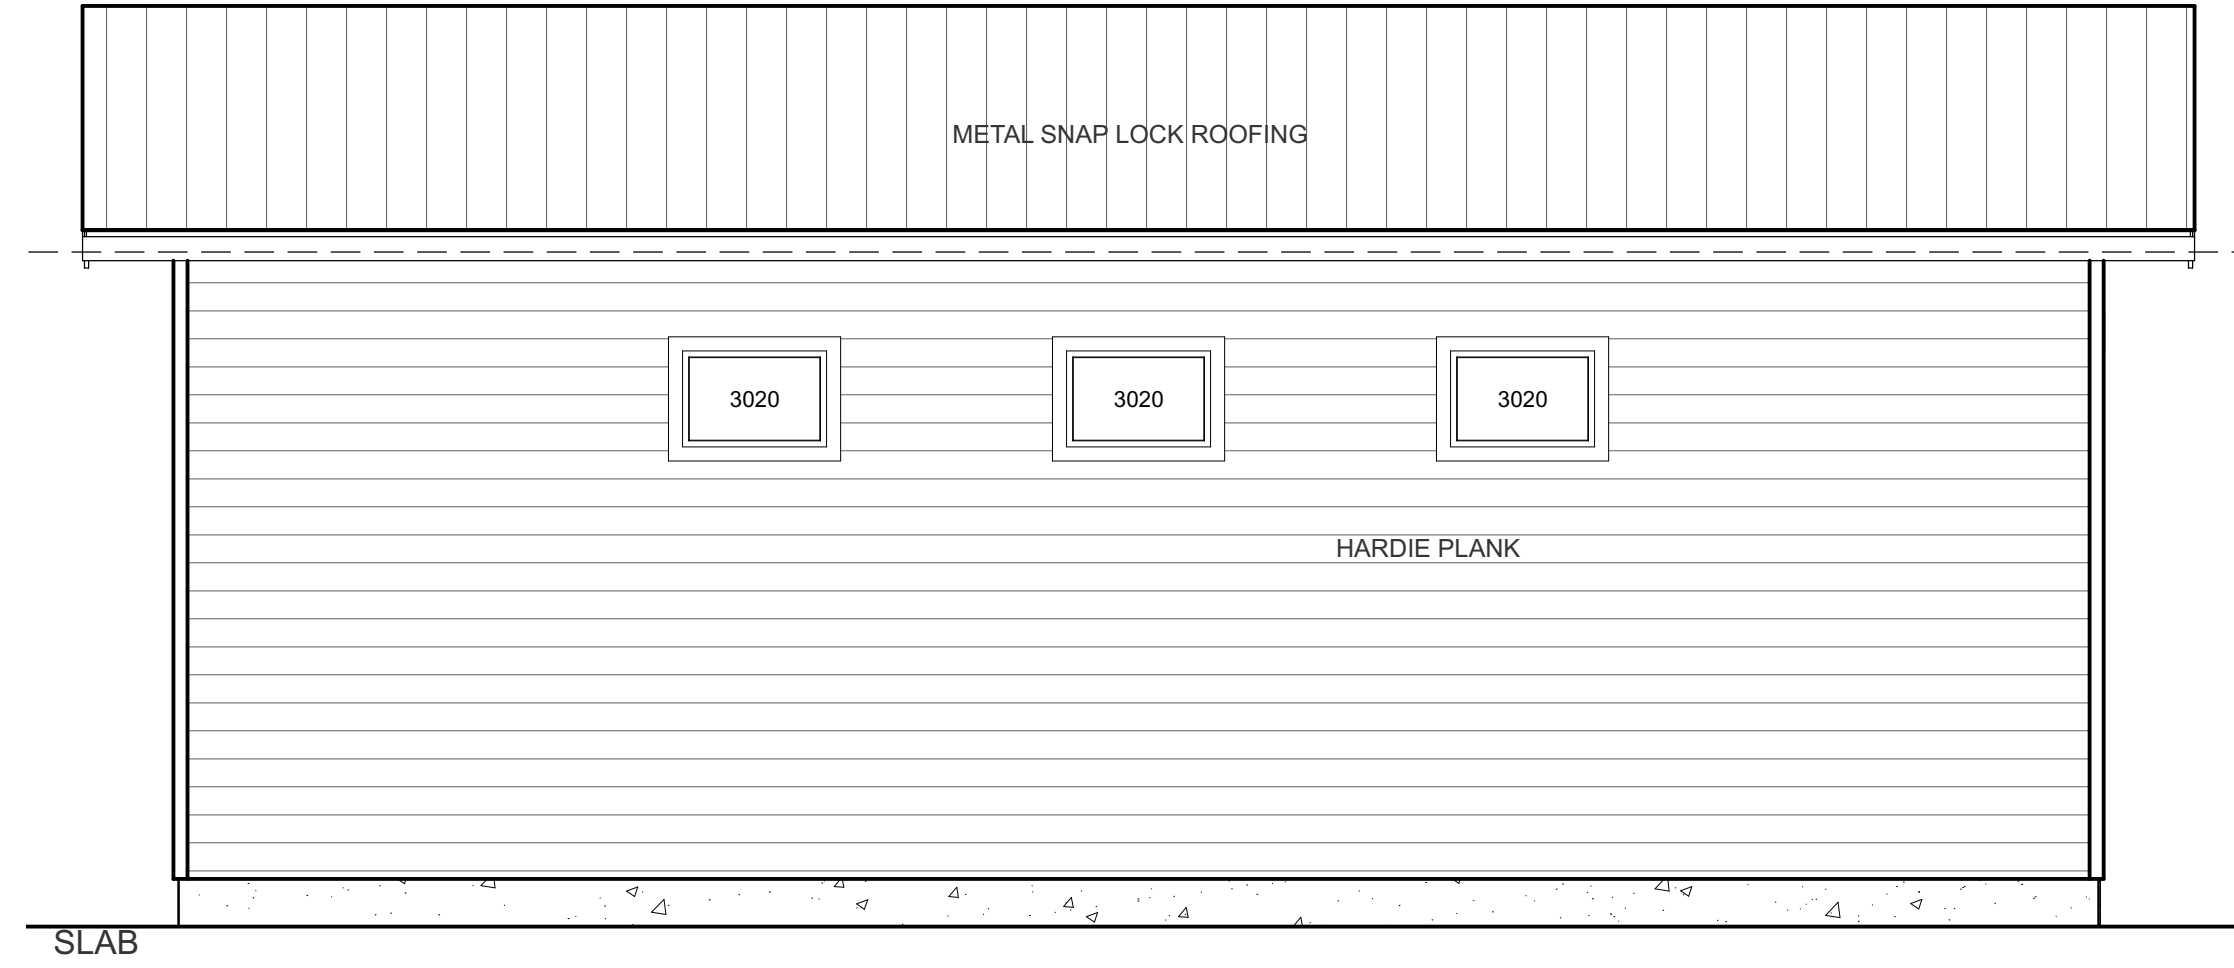 METAL SNAP LOCK ROOFING
3020
3020
3020
HARDIE PLANK
SLAB